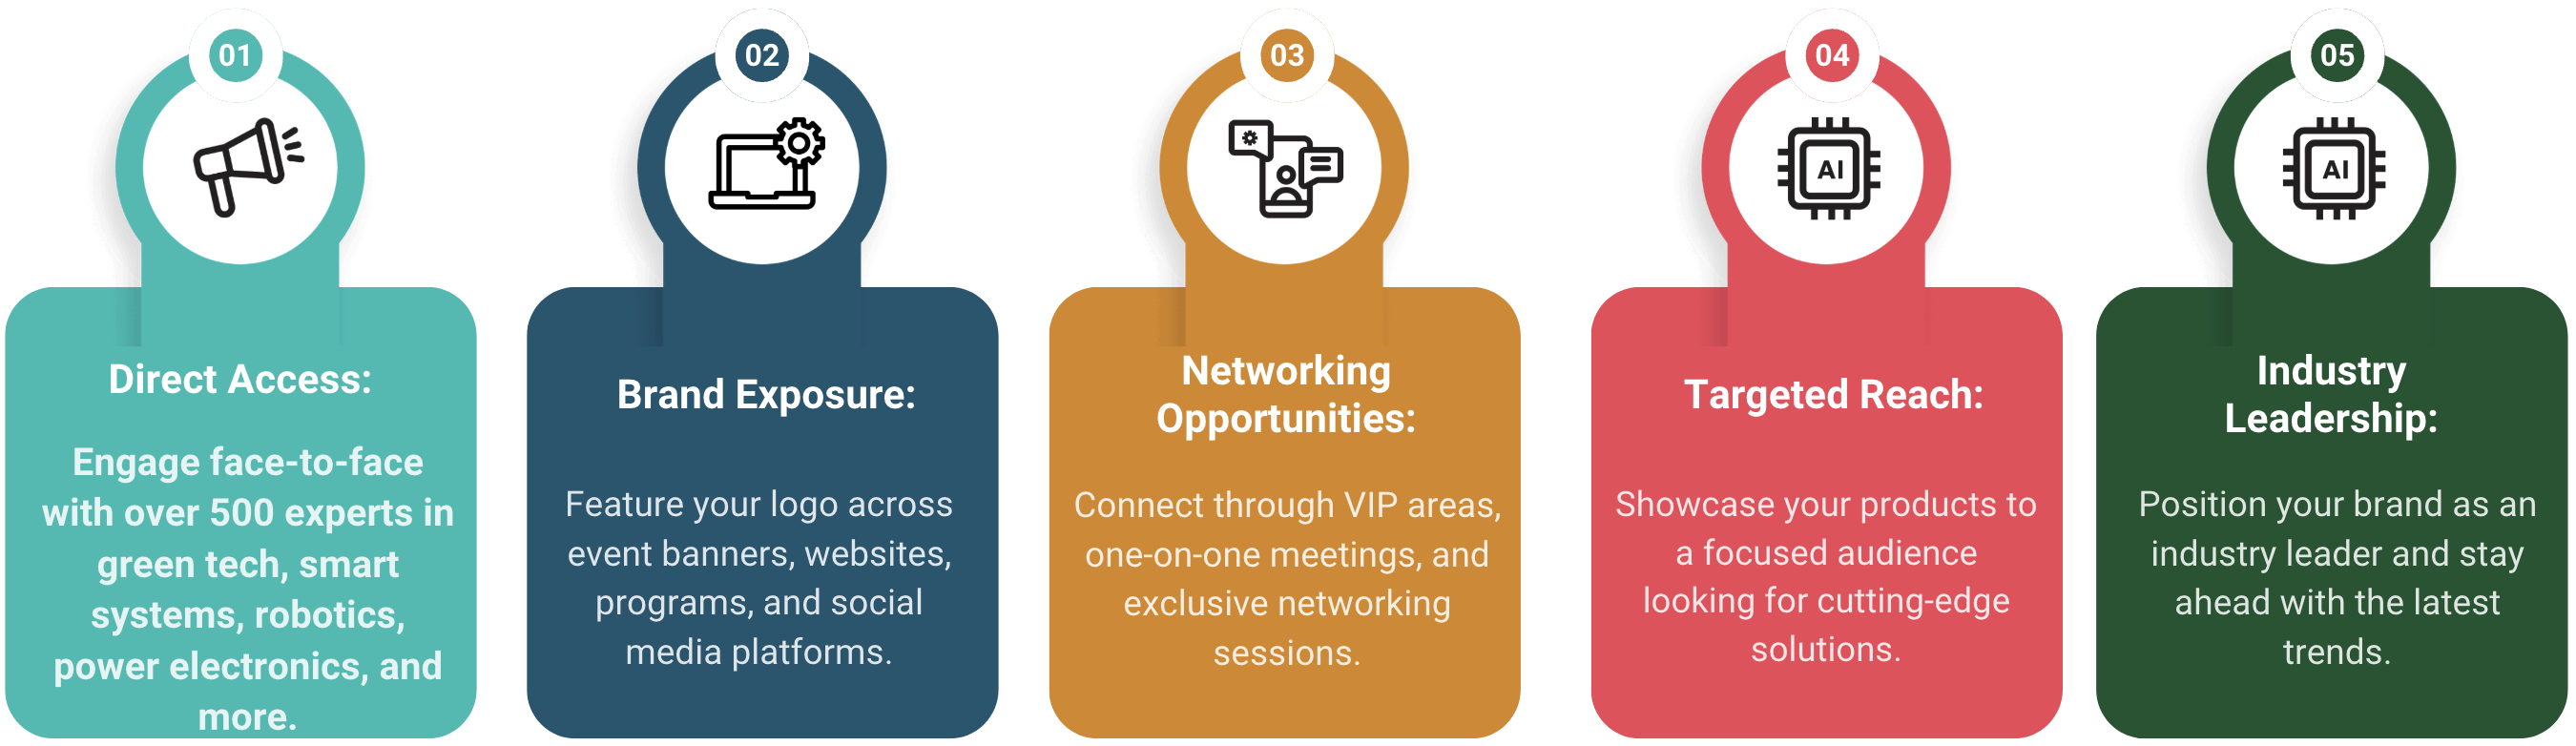 01
Direct Access:
Engage face-to-face
with over 500 experts in
green tech, smart
systems, robotics,
power electronics, and
more.
02
Brand Exposure:
Feature your logo across
event banners, websites,
programs, and social
media platforms.
03
Networking
Opportunities:
Connect through VIP areas,
one-on-one meetings, and
exclusive networking
sessions.
04
AI
Targeted Reach:
Showcase your products to
a focused audience
looking for cutting-edge
solutions.
05
AI
Industry
Leadership:
Position your brand as an
industry leader and stay
ahead with the latest
trends.